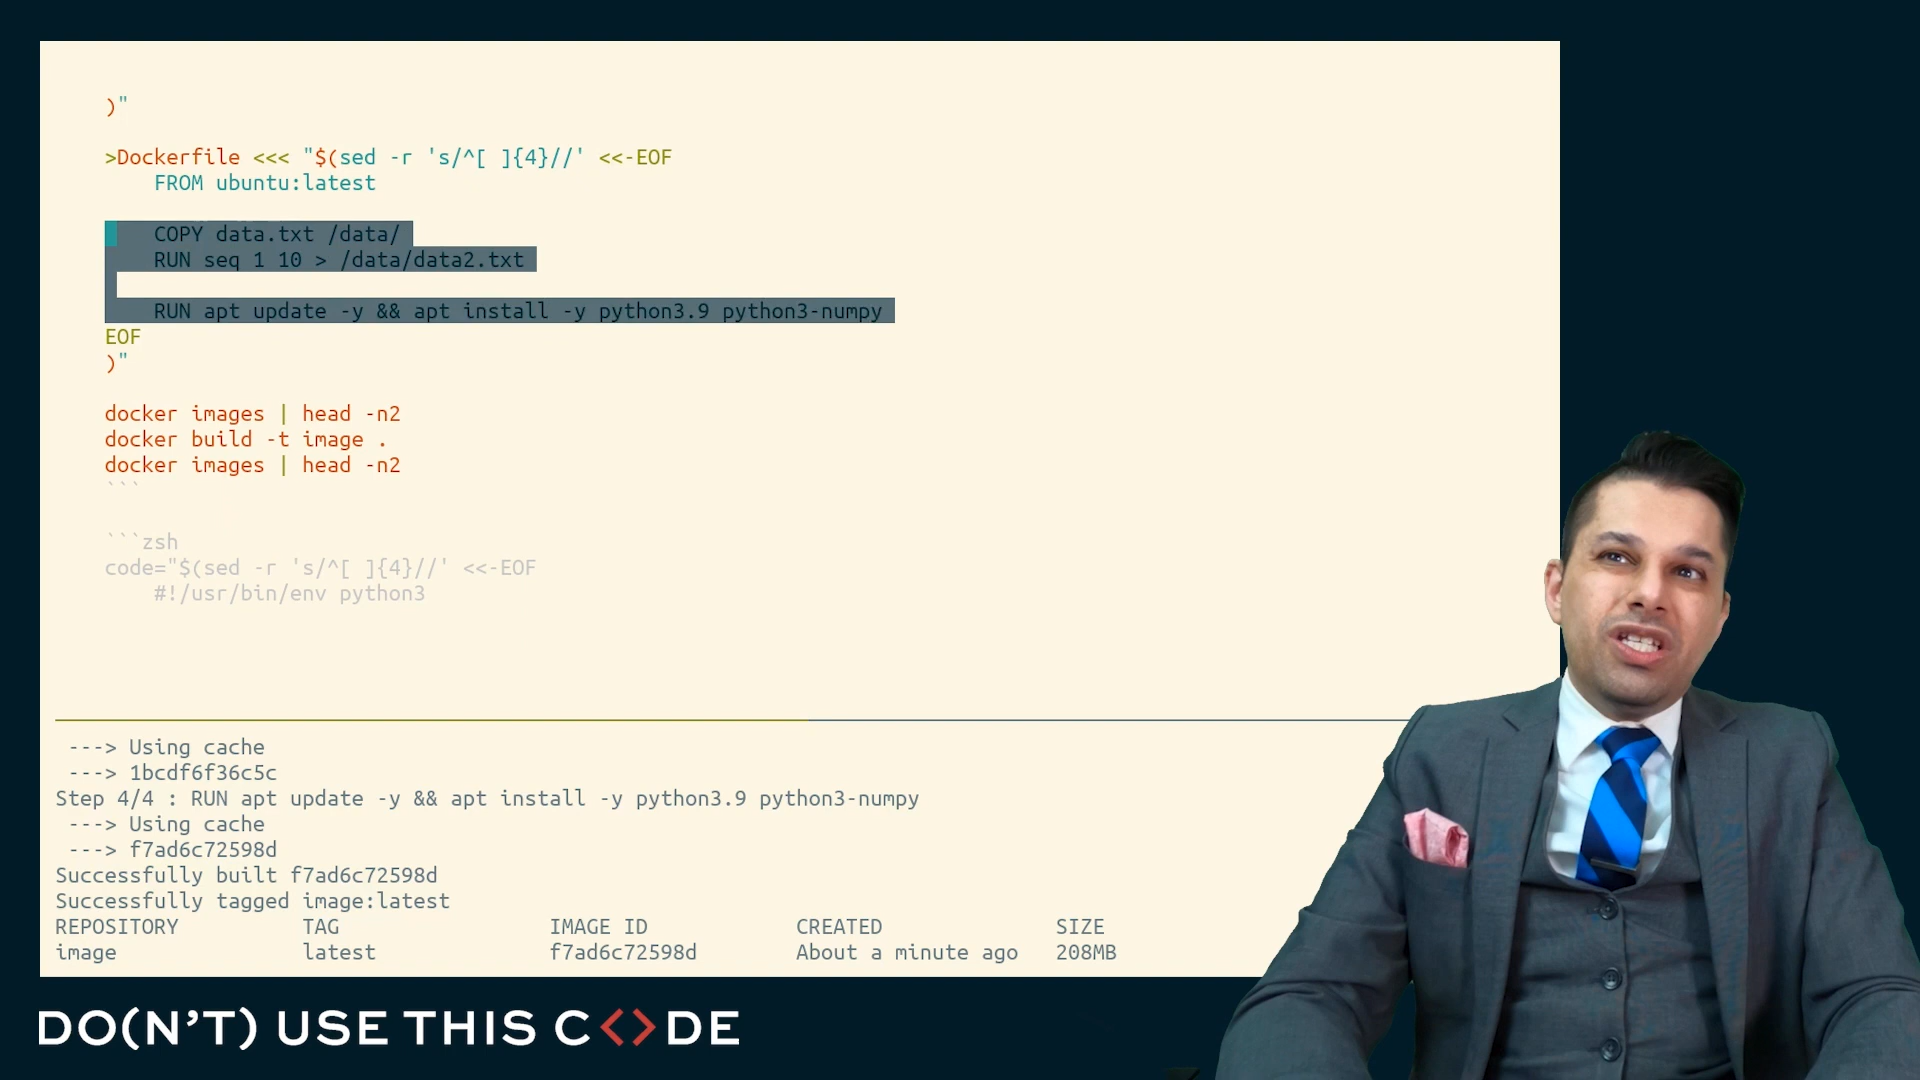 )"
>Dockerfile <<< "$(sed -r 's/^[ ]{4}//' <<-EOF
FROM ubuntu:latest
COPY data.txt /data/
RUN seq 1 10 > /data/data2.txt
RUN apt update -y && apt install -y python3.9 python3-numpy
EOF
)"
docker images | head -n2
docker build -t image .
docker images | head -n2
```
```zsh
code="$(sed -r 's/^[ ]{4}//' <<-EOF
#!/usr/bin/env python3
---> Using cache
---> 1bcdf6f36c5c
Step 4/4 : RUN apt update -y && apt install -y python3.9 python3-numpy
---> Using cache
---> f7ad6c72598d
Successfully built f7ad6c72598d
Successfully tagged image:latest
REPOSITORY TAG IMAGE ID CREATED SIZE
image latest f7ad6c72598d About a minute ago 208MB
DO(N'T) USE THIS C<>DE